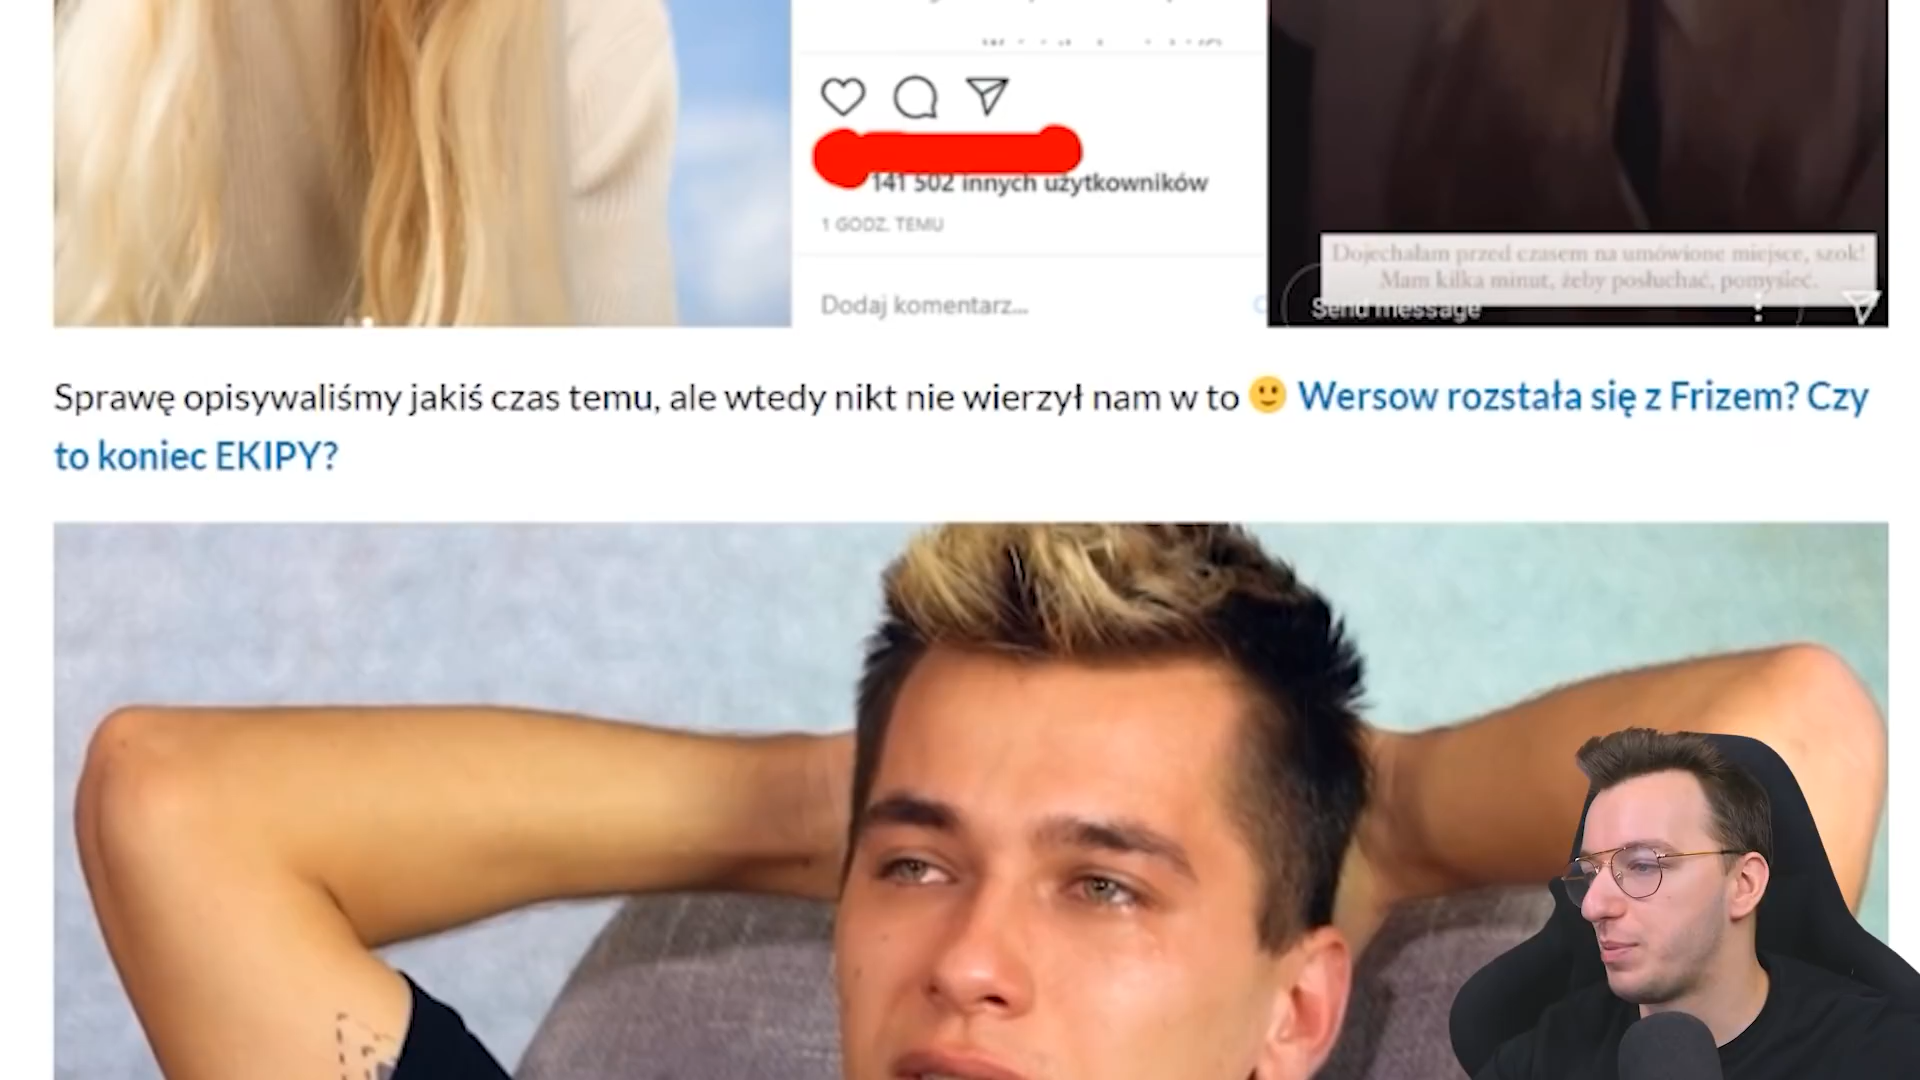 141 502 innych użytkowników
1 GODZ. TEMU
Dodaj komentarz...
Dojechałam przed czasem na umówione miejsce, szok!
Mam kilka minut, żeby posłuchać, pomyśleć.
Send message
Sprawę opisywaliśmy jakiś czas temu, ale wtedy nikt nie wierzył nam w to 🙂 Wersow rozstała się z Frizem? Czy
to koniec EKIPY?